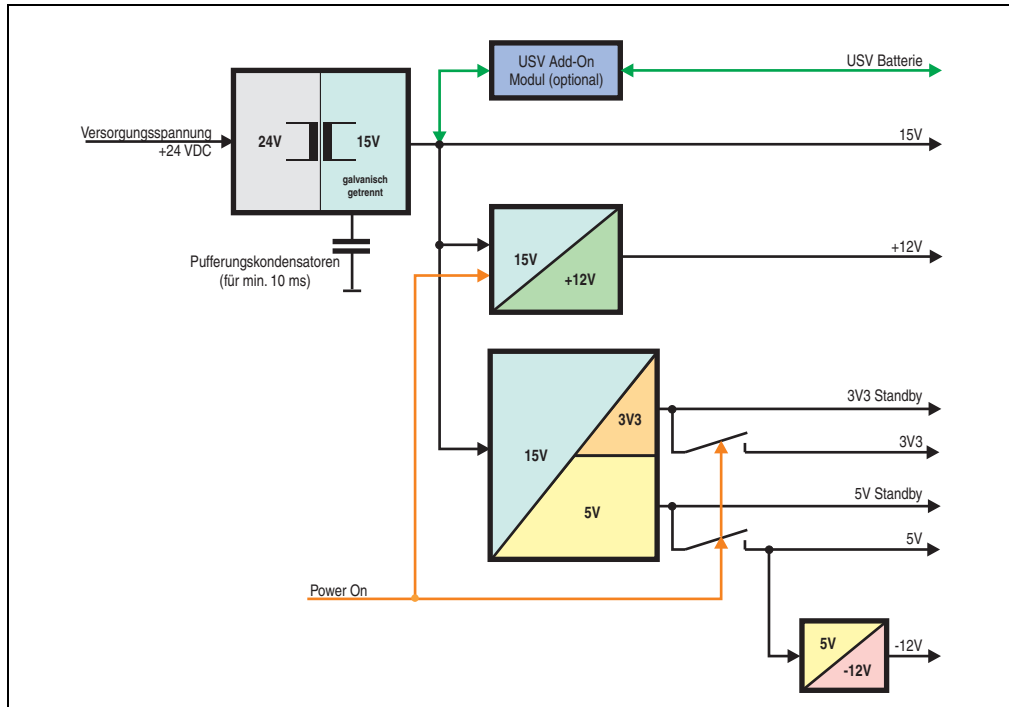 USV Add-On
Modul (optional)
USV Batterie
Versorgungsspannung
+24 VDC
24V
15V
galvanisch
getrennt
15V
Pufferungskondensatoren
(für min. 10 ms)
15V
+12V
+12V
15V
3V3
5V
3V3 Standby
3V3
5V Standby
5V
Power On
5V
-12V
-12V